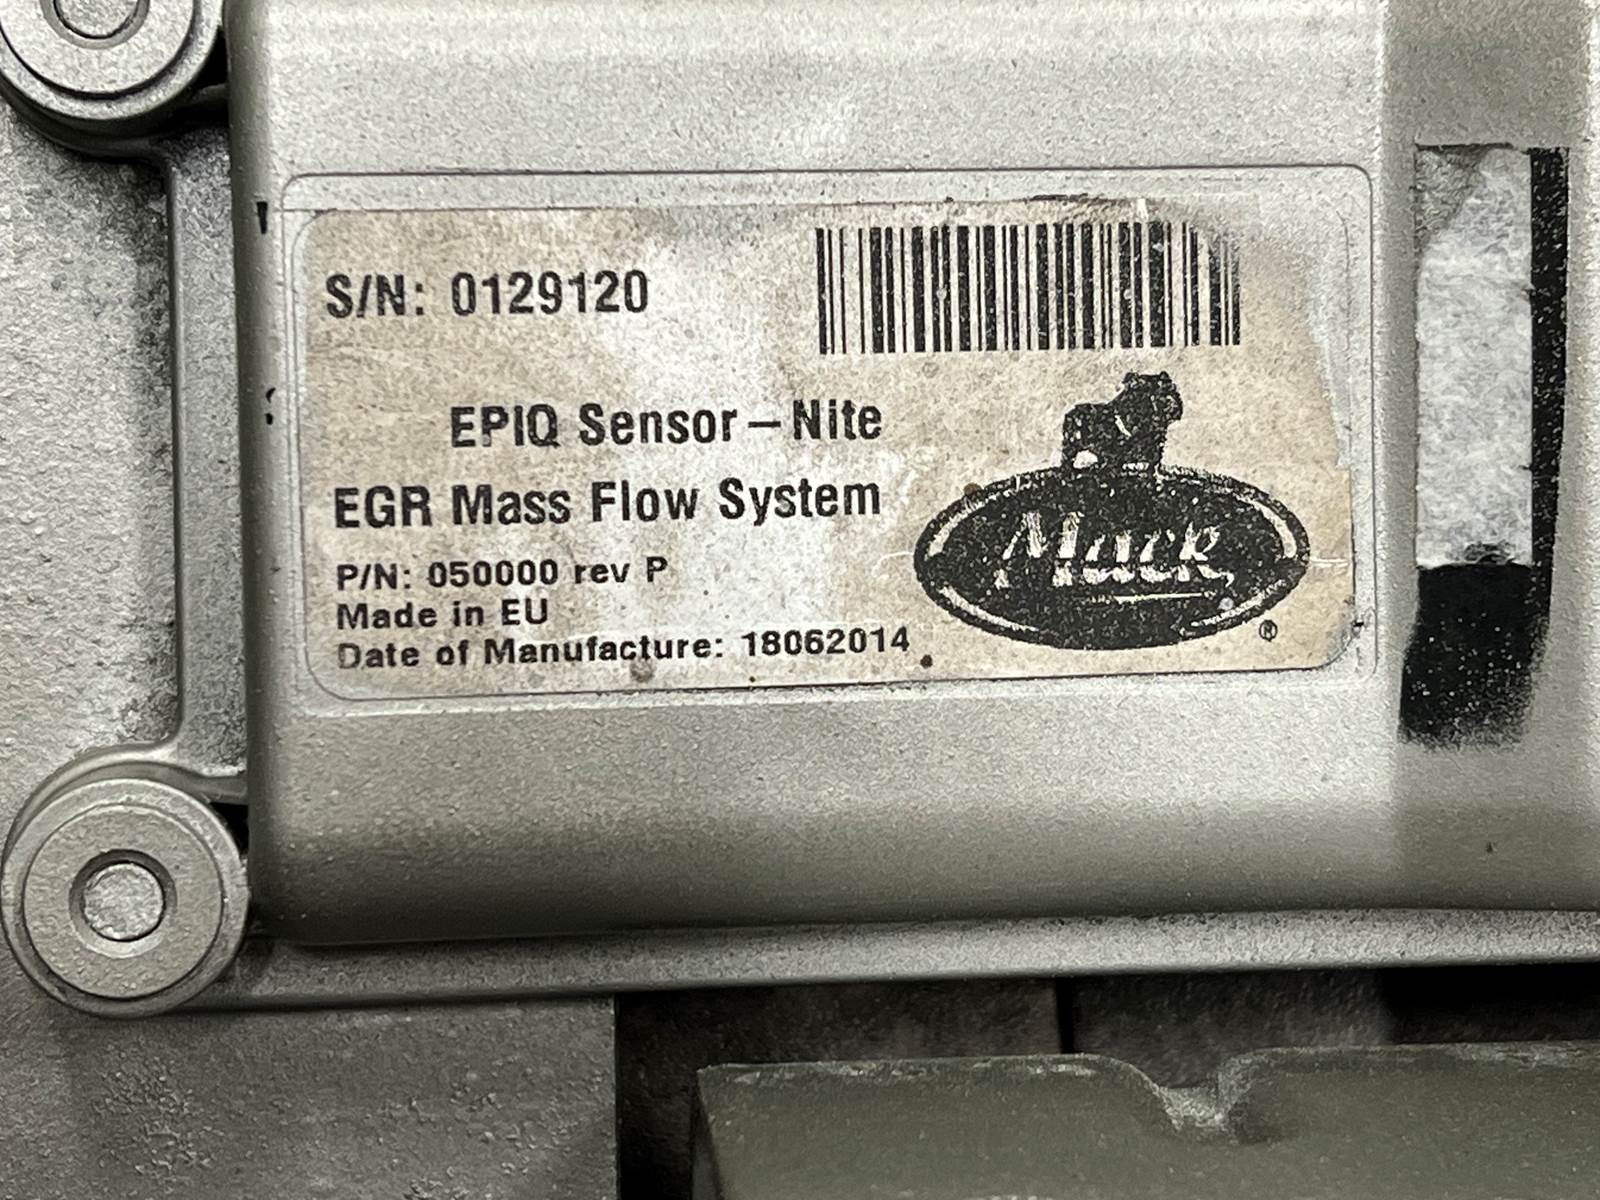 S/N: 0129120
EPIQ Sensor–Nite
EGR Mass Flow System
P/N: 050000 rev P
Made in EU
Date of Manufacture: 18062014
Mack
®